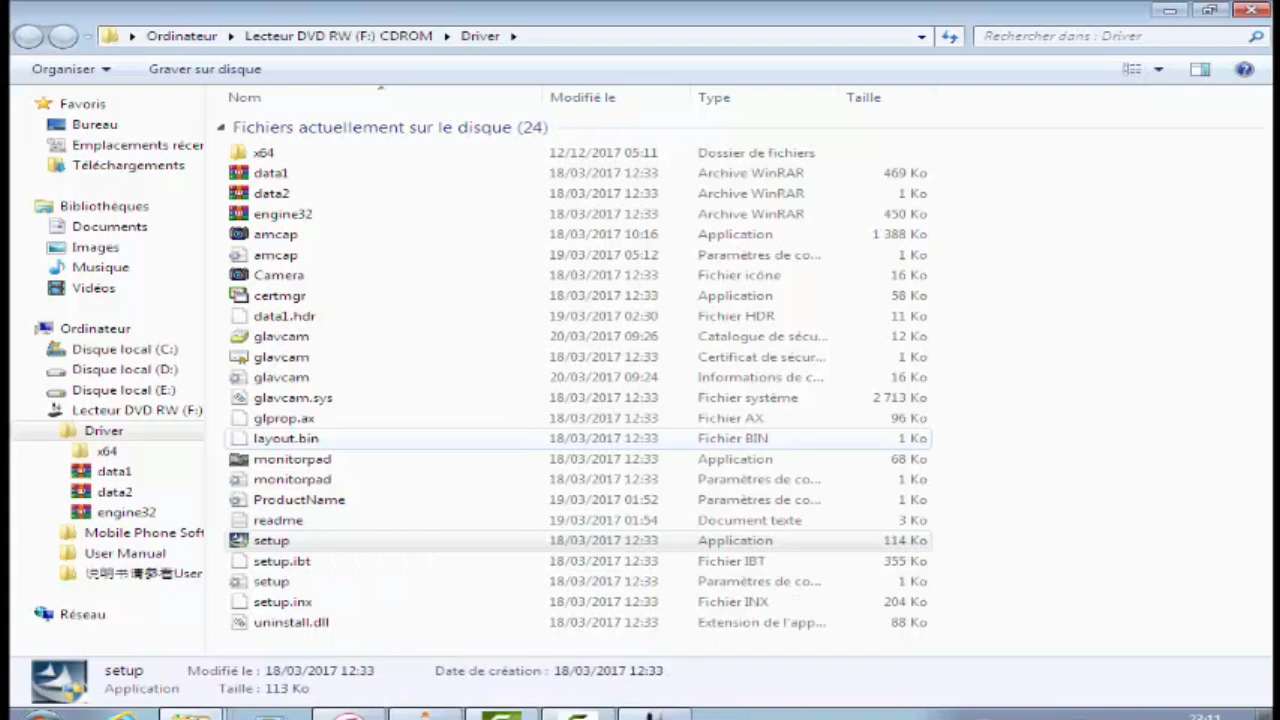 Ordinateur Lecteur DVD RW (F:) CDROM Driver
Rechercher dans : Driver
Organiser Graver sur disque
Nom Modifié le Type Taille
Favoris
Bureau
Emplacements récer
Téléchargements
Bibliothèques
Documents
Images
Musique
Vidéos
Ordinateur
Disque local (C:)
Disque local (D:)
Disque local (E:)
Lecteur DVD RW (F:)
Driver
x64
data1
data2
engine32
Mobile Phone Soft
User Manual
说明书请参看User
Réseau
Fichiers actuellement sur le disque (24)
x64 12/12/2017 05:11 Dossier de fichiers
data1 18/03/2017 12:33 Archive WinRAR 469 Ko
data2 18/03/2017 12:33 Archive WinRAR 1 Ko
engine32 18/03/2017 12:33 Archive WinRAR 450 Ko
amcap 18/03/2017 10:16 Application 1 388 Ko
amcap 19/03/2017 05:12 Paramètres de co... 1 Ko
Camera 18/03/2017 12:33 Fichier icône 16 Ko
certmgr 18/03/2017 12:33 Application 58 Ko
data1.hdr 19/03/2017 02:30 Fichier HDR 11 Ko
glavcam 20/03/2017 09:26 Catalogue de sécu... 12 Ko
glavcam 18/03/2017 12:33 Certificat de sécur... 1 Ko
glavcam 20/03/2017 09:24 Informations de c... 16 Ko
glavcam.sys 18/03/2017 12:33 Fichier système 2 713 Ko
glprop.ax 18/03/2017 12:33 Fichier AX 96 Ko
layout.bin 18/03/2017 12:33 Fichier BIN 1 Ko
monitorpad 18/03/2017 12:33 Application 68 Ko
monitorpad 18/03/2017 12:33 Paramètres de co... 1 Ko
ProductName 19/03/2017 01:52 Paramètres de co... 1 Ko
readme 19/03/2017 01:54 Document texte 3 Ko
setup 18/03/2017 12:33 Application 114 Ko
setup.ibt 18/03/2017 12:33 Fichier IBT 355 Ko
setup 18/03/2017 12:33 Paramètres de co... 1 Ko
setup.inx 18/03/2017 12:33 Fichier INX 204 Ko
uninstall.dll 18/03/2017 12:33 Extension de l'app... 88 Ko
setup Modifié le : 18/03/2017 12:33 Date de création : 18/03/2017 12:33
Application Taille : 113 Ko
23:11